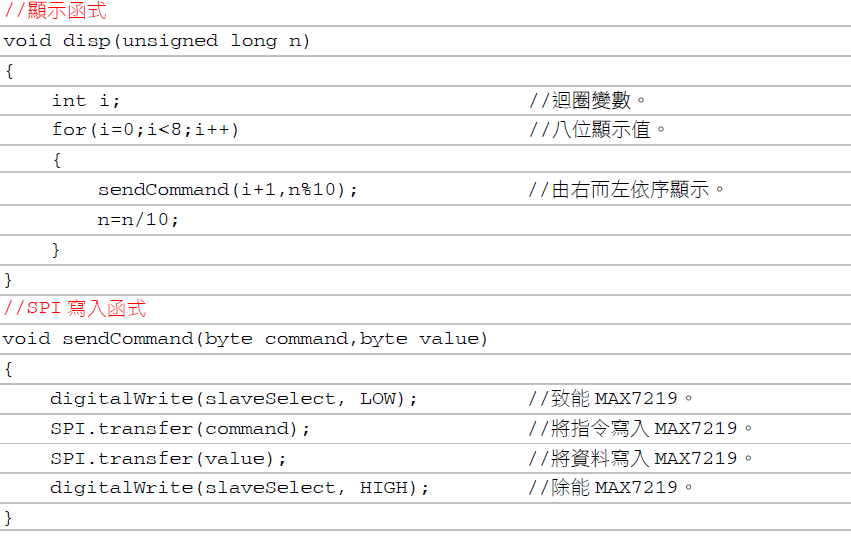 //顯示函式
void disp(unsigned long n)
{
    int i;                                  //迴圈變數。
    for(i=0;i<8;i++)                        //八位顯示值。
    {
        sendCommand(i+1,n%10);              //由右而左依序顯示。
        n=n/10;
    }
}
//SPI 寫入函式
void sendCommand(byte command,byte value)
{
    digitalWrite(slaveSelect, LOW);         //致能 MAX7219。
    SPI.transfer(command);                  //將指令寫入 MAX7219。
    SPI.transfer(value);                    //將資料寫入 MAX7219。
    digitalWrite(slaveSelect, HIGH);        //除能 MAX7219。
}